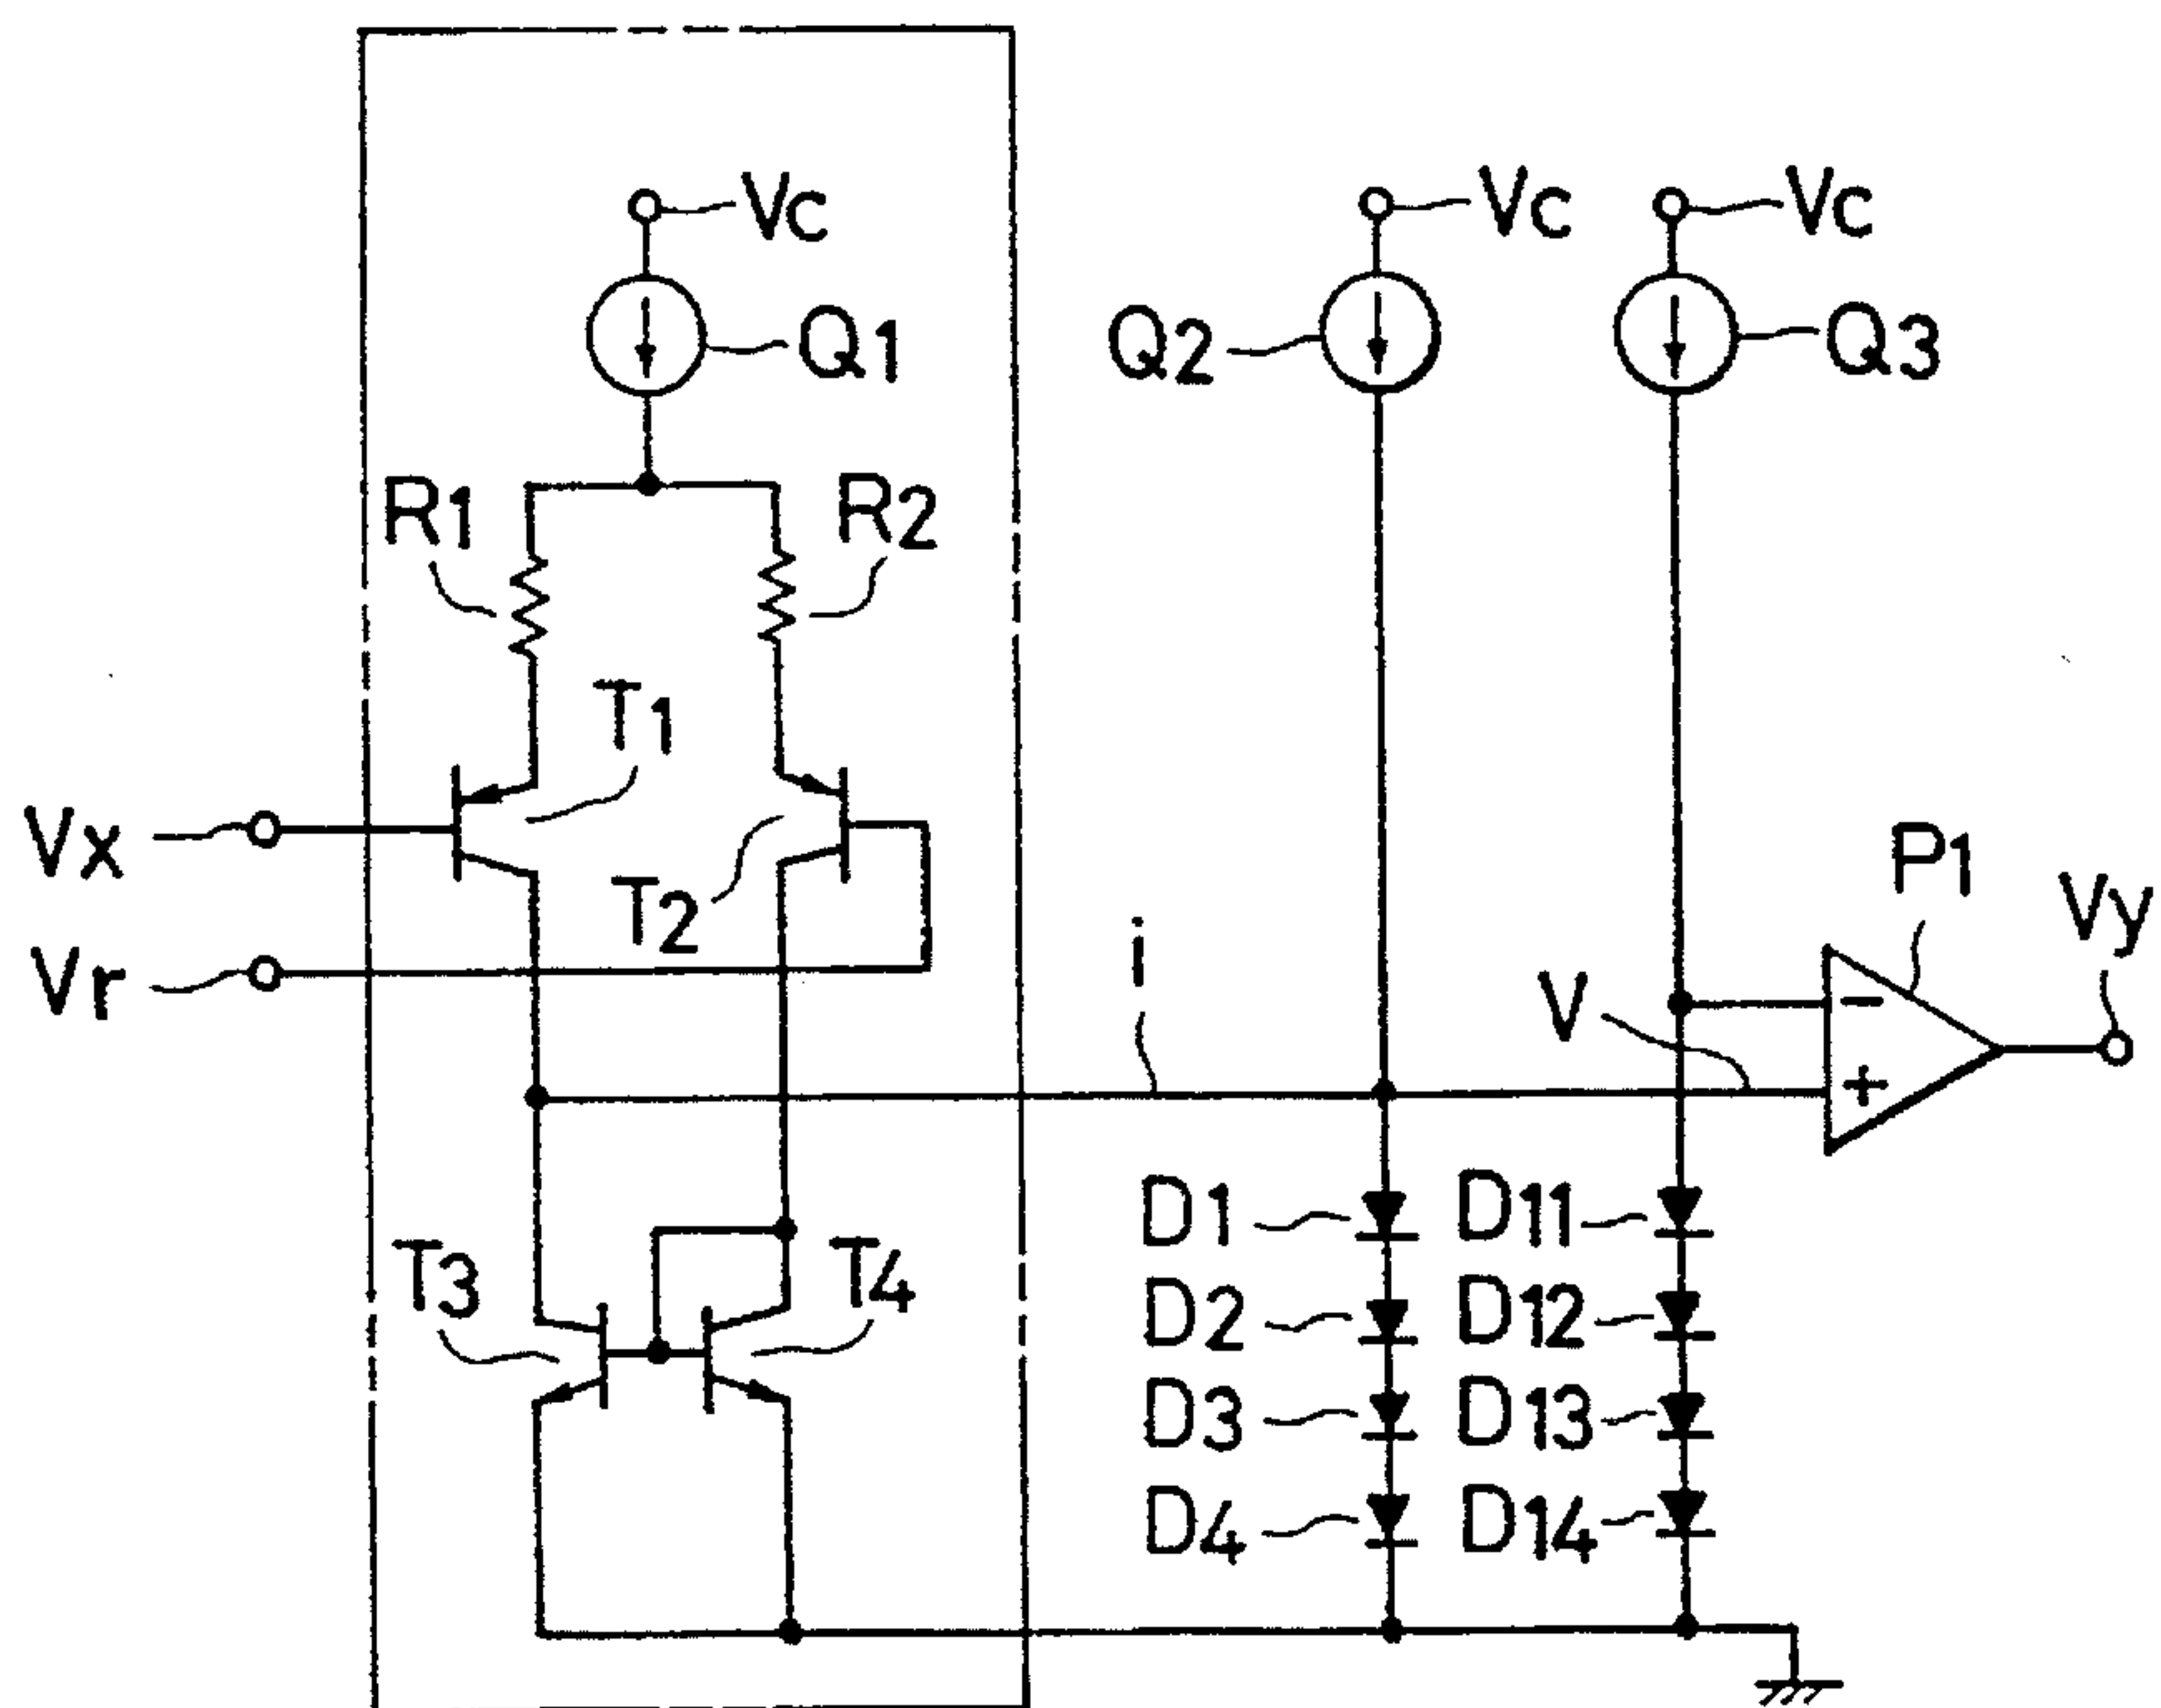 Vc
Vc
Vc
Q1
Q2
Q3
R1
R2
T1
Vx
T2
P1
Vy
Vr
i
V
−
+
D1
D11
T3
T4
D2
D12
D3
D13
D4
D14